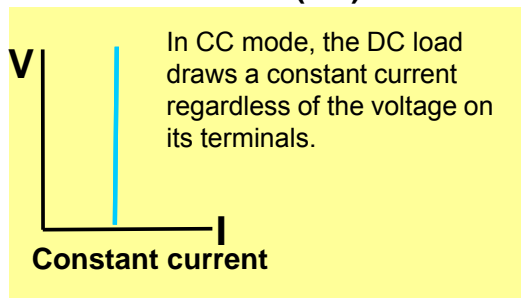 V
In CC mode, the DC load
draws a constant current
regardless of the voltage on
its terminals.
I
Constant current